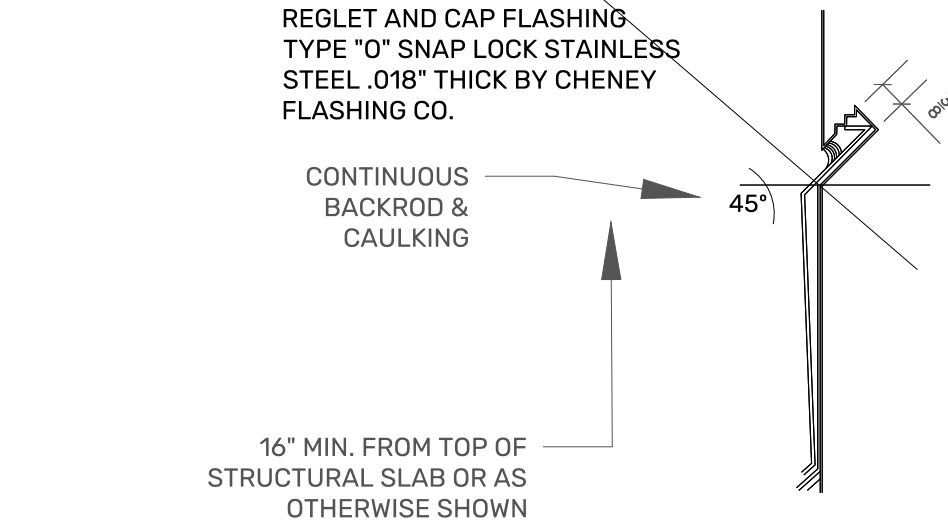 REGLET AND CAP FLASHING
TYPE "O" SNAP LOCK STAINLESS
STEEL .018" THICK BY CHENEY
FLASHING CO.
CONTINUOUS
BACKROD &
CAULKING
45°
16" MIN. FROM TOP OF
STRUCTURAL SLAB OR AS
OTHERWISE SHOWN